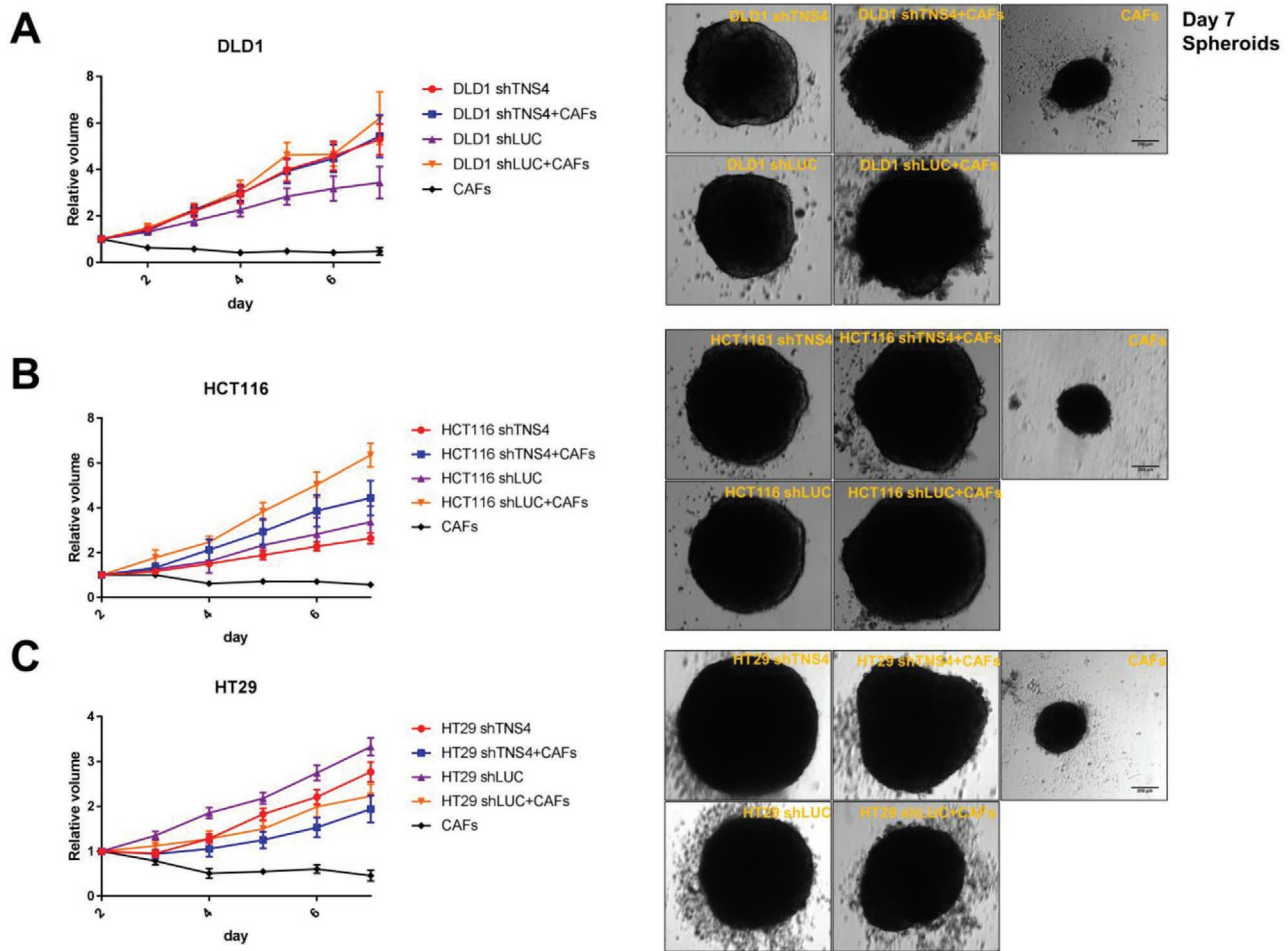 A
DLD1
Relative volume
8
6
4
2
0
2
4
6
day
DLD1 shTNS4
DLD1 shTNS4+CAFs
DLD1 shLUC
DLD1 shLUC+CAFs
CAFs
DLD1 shTNS4
DLD1 shTNS4+CAFs
CAFs
Day 7
Spheroids
DLD1 shLUC
DLD1 shLUC+CAFs
B
HCT116
Relative volume
8
6
4
2
0
2
4
6
day
HCT116 shTNS4
HCT116 shTNS4+CAFs
HCT116 shLUC
HCT116 shLUC+CAFs
CAFs
HCT1161 shTNS4
HCT116 shTNS4+CAFs
CAFs
HCT116 shLUC
HCT116 shLUC+CAFs
C
HT29
Relative volume
4
3
2
1
0
2
4
6
day
HT29 shTNS4
HT29 shTNS4+CAFs
HT29 shLUC
HT29 shLUC+CAFs
CAFs
HT29 shTNS4
HT29 shTNS4+CAFs
CAFs
HT29 shLUC
HT29 shLUC+CAFs